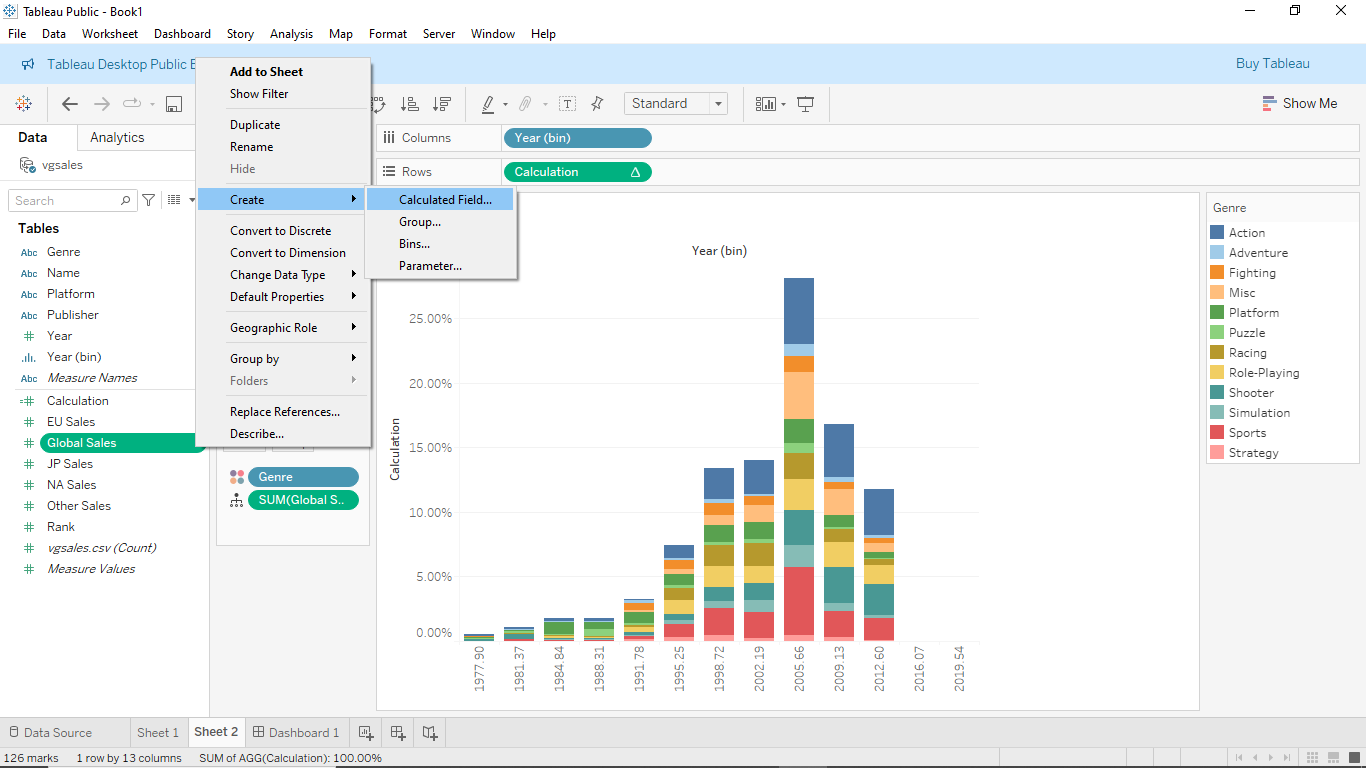 Tableau Public - Book1
File Data Worksheet Dashboard Story Analysis Map Format Server Window Help
Tableau Desktop Public E
Buy Tableau
Standard
Show Me
Data Analytics
vgsales
Search
Tables
Abc Genre
Abc Name
Abc Platform
Abc Publisher
Year
Year (bin)
Abc Measure Names
Calculation
EU Sales
Global Sales
JP Sales
NA Sales
Other Sales
Rank
vgsales.csv (Count)
Measure Values
Add to Sheet
Show Filter
Duplicate
Rename
Hide
Create
Convert to Discrete
Convert to Dimension
Change Data Type
Default Properties
Geographic Role
Group by
Folders
Replace References...
Describe...
Calculated Field...
Group...
Bins...
Parameter...
Genre
SUM(Global S..
Columns Year (bin)
Rows Calculation Δ
Year (bin)
Calculation
25.00%
20.00%
15.00%
10.00%
5.00%
0.00%
1977.90
1981.37
1984.84
1988.31
1991.78
1995.25
1998.72
2002.19
2005.66
2009.13
2012.60
2016.07
2019.54
Genre
Action
Adventure
Fighting
Misc
Platform
Puzzle
Racing
Role-Playing
Shooter
Simulation
Sports
Strategy
Data Source Sheet 1 Sheet 2 Dashboard 1
126 marks 1 row by 13 columns SUM of AGG(Calculation): 100.00%